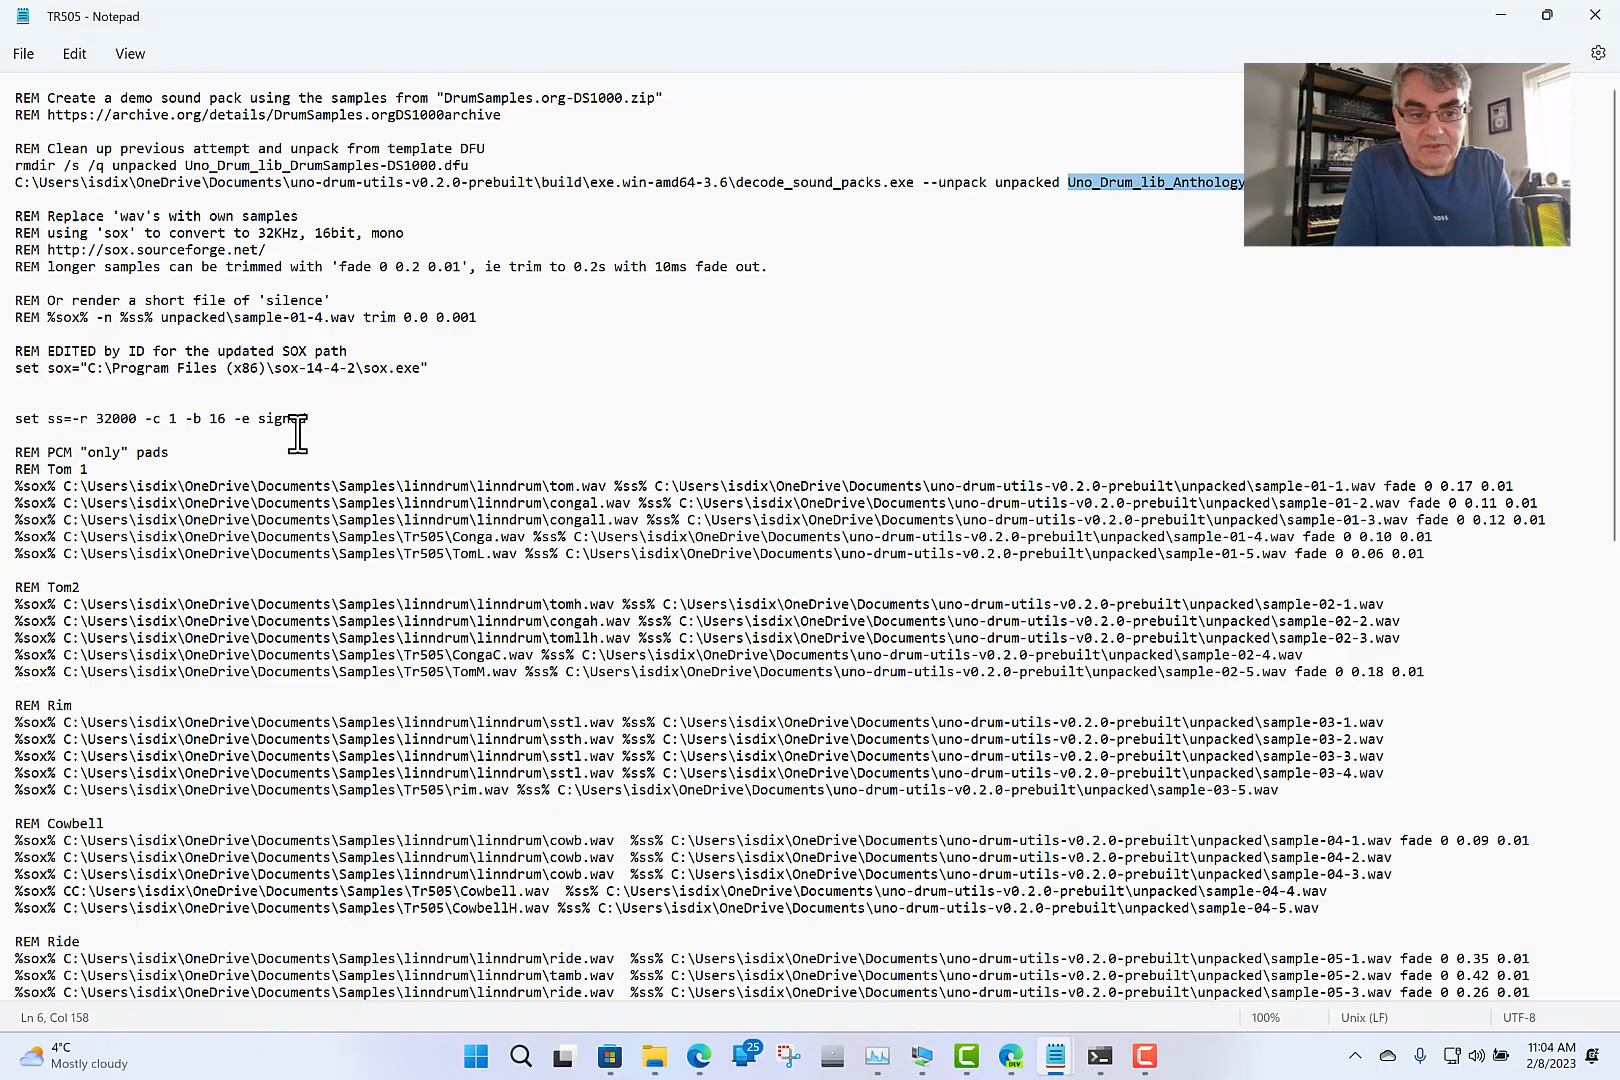 TR505 - Notepad
File Edit View
REM Create a demo sound pack using the samples from "DrumSamples.org-DS1000.zip"
REM https://archive.org/details/DrumSamples.orgDS1000archive
REM Clean up previous attempt and unpack from template DFU
rmdir /s /q unpacked Uno_Drum_lib_DrumSamples-DS1000.dfu
C:\Users\isdix\OneDrive\Documents\uno-drum-utils-v0.2.0-prebuilt\build\exe.win-amd64-3.6\decode_sound_packs.exe --unpack unpacked Uno_Drum_lib_Anthology
REM Replace 'wav's with own samples
REM using 'sox' to convert to 32KHz, 16bit, mono
REM http://sox.sourceforge.net/
REM longer samples can be trimmed with 'fade 0 0.2 0.01', ie trim to 0.2s with 10ms fade out.
REM Or render a short file of 'silence'
REM %sox% -n %ss% unpacked\sample-01-4.wav trim 0.0 0.001
REM EDITED by ID for the updated SOX path
set sox="C:\Program Files (x86)\sox-14-4-2\sox.exe"
set ss=-r 32000 -c 1 -b 16 -e
REM PCM "only" pads
REM Tom 1
%sox% C:\Users\isdix\OneDrive\Documents\Samples\linndrum\linndrum\tom.wav %ss% C:\Users\isdix\OneDrive\Documents\uno-drum-utils-v0.2.0-prebuilt\unpacked\sample-01-1.wav fade 0 0.17 0.01
%sox% C:\Users\isdix\OneDrive\Documents\Samples\linndrum\linndrum\congal.wav %ss% C:\Users\isdix\OneDrive\Documents\uno-drum-utils-v0.2.0-prebuilt\unpacked\sample-01-2.wav fade 0 0.11 0.01
%sox% C:\Users\isdix\OneDrive\Documents\Samples\linndrum\linndrum\congall.wav %ss% C:\Users\isdix\OneDrive\Documents\uno-drum-utils-v0.2.0-prebuilt\unpacked\sample-01-3.wav fade 0 0.12 0.01
%sox% C:\Users\isdix\OneDrive\Documents\Samples\Tr505\Conga.wav %ss% C:\Users\isdix\OneDrive\Documents\uno-drum-utils-v0.2.0-prebuilt\unpacked\sample-01-4.wav fade 0 0.10 0.01
%sox% C:\Users\isdix\OneDrive\Documents\Samples\Tr505\TomL.wav %ss% C:\Users\isdix\OneDrive\Documents\uno-drum-utils-v0.2.0-prebuilt\unpacked\sample-01-5.wav fade 0 0.06 0.01
REM Tom2
%sox% C:\Users\isdix\OneDrive\Documents\Samples\linndrum\linndrum\tomh.wav %ss% C:\Users\isdix\OneDrive\Documents\uno-drum-utils-v0.2.0-prebuilt\unpacked\sample-02-1.wav
%sox% C:\Users\isdix\OneDrive\Documents\Samples\linndrum\linndrum\congah.wav %ss% C:\Users\isdix\OneDrive\Documents\uno-drum-utils-v0.2.0-prebuilt\unpacked\sample-02-2.wav
%sox% C:\Users\isdix\OneDrive\Documents\Samples\linndrum\linndrum\tomllh.wav %ss% C:\Users\isdix\OneDrive\Documents\uno-drum-utils-v0.2.0-prebuilt\unpacked\sample-02-3.wav
%sox% C:\Users\isdix\OneDrive\Documents\Samples\Tr505\CongaC.wav %ss% C:\Users\isdix\OneDrive\Documents\uno-drum-utils-v0.2.0-prebuilt\unpacked\sample-02-4.wav
%sox% C:\Users\isdix\OneDrive\Documents\Samples\Tr505\TomM.wav %ss% C:\Users\isdix\OneDrive\Documents\uno-drum-utils-v0.2.0-prebuilt\unpacked\sample-02-5.wav fade 0 0.18 0.01
REM Rim
%sox% C:\Users\isdix\OneDrive\Documents\Samples\linndrum\linndrum\sstl.wav %ss% C:\Users\isdix\OneDrive\Documents\uno-drum-utils-v0.2.0-prebuilt\unpacked\sample-03-1.wav
%sox% C:\Users\isdix\OneDrive\Documents\Samples\linndrum\linndrum\ssth.wav %ss% C:\Users\isdix\OneDrive\Documents\uno-drum-utils-v0.2.0-prebuilt\unpacked\sample-03-2.wav
%sox% C:\Users\isdix\OneDrive\Documents\Samples\linndrum\linndrum\sstl.wav %ss% C:\Users\isdix\OneDrive\Documents\uno-drum-utils-v0.2.0-prebuilt\unpacked\sample-03-3.wav
%sox% C:\Users\isdix\OneDrive\Documents\Samples\linndrum\linndrum\sstl.wav %ss% C:\Users\isdix\OneDrive\Documents\uno-drum-utils-v0.2.0-prebuilt\unpacked\sample-03-4.wav
%sox% C:\Users\isdix\OneDrive\Documents\Samples\Tr505\rim.wav %ss% C:\Users\isdix\OneDrive\Documents\uno-drum-utils-v0.2.0-prebuilt\unpacked\sample-03-5.wav
REM Cowbell
%sox% C:\Users\isdix\OneDrive\Documents\Samples\linndrum\linndrum\cowb.wav  %ss% C:\Users\isdix\OneDrive\Documents\uno-drum-utils-v0.2.0-prebuilt\unpacked\sample-04-1.wav fade 0 0.09 0.01
%sox% C:\Users\isdix\OneDrive\Documents\Samples\linndrum\linndrum\cowb.wav  %ss% C:\Users\isdix\OneDrive\Documents\uno-drum-utils-v0.2.0-prebuilt\unpacked\sample-04-2.wav
%sox% C:\Users\isdix\OneDrive\Documents\Samples\linndrum\linndrum\cowb.wav  %ss% C:\Users\isdix\OneDrive\Documents\uno-drum-utils-v0.2.0-prebuilt\unpacked\sample-04-3.wav
%sox% CC:\Users\isdix\OneDrive\Documents\Samples\Tr505\Cowbell.wav  %ss% C:\Users\isdix\OneDrive\Documents\uno-drum-utils-v0.2.0-prebuilt\unpacked\sample-04-4.wav
%sox% C:\Users\isdix\OneDrive\Documents\Samples\Tr505\CowbellH.wav %ss% C:\Users\isdix\OneDrive\Documents\uno-drum-utils-v0.2.0-prebuilt\unpacked\sample-04-5.wav
REM Ride
%sox% C:\Users\isdix\OneDrive\Documents\Samples\linndrum\linndrum\ride.wav  %ss% C:\Users\isdix\OneDrive\Documents\uno-drum-utils-v0.2.0-prebuilt\unpacked\sample-05-1.wav fade 0 0.35 0.01
%sox% C:\Users\isdix\OneDrive\Documents\Samples\linndrum\linndrum\tamb.wav  %ss% C:\Users\isdix\OneDrive\Documents\uno-drum-utils-v0.2.0-prebuilt\unpacked\sample-05-2.wav fade 0 0.42 0.01
%sox% C:\Users\isdix\OneDrive\Documents\Samples\linndrum\linndrum\ride.wav  %ss% C:\Users\isdix\OneDrive\Documents\uno-drum-utils-v0.2.0-prebuilt\unpacked\sample-05-3.wav fade 0 0.26 0.01
Ln 6, Col 158 100% Unix (LF) UTF-8
4°C
Mostly cloudy
25
DEV
11:04 AM
2/8/2023